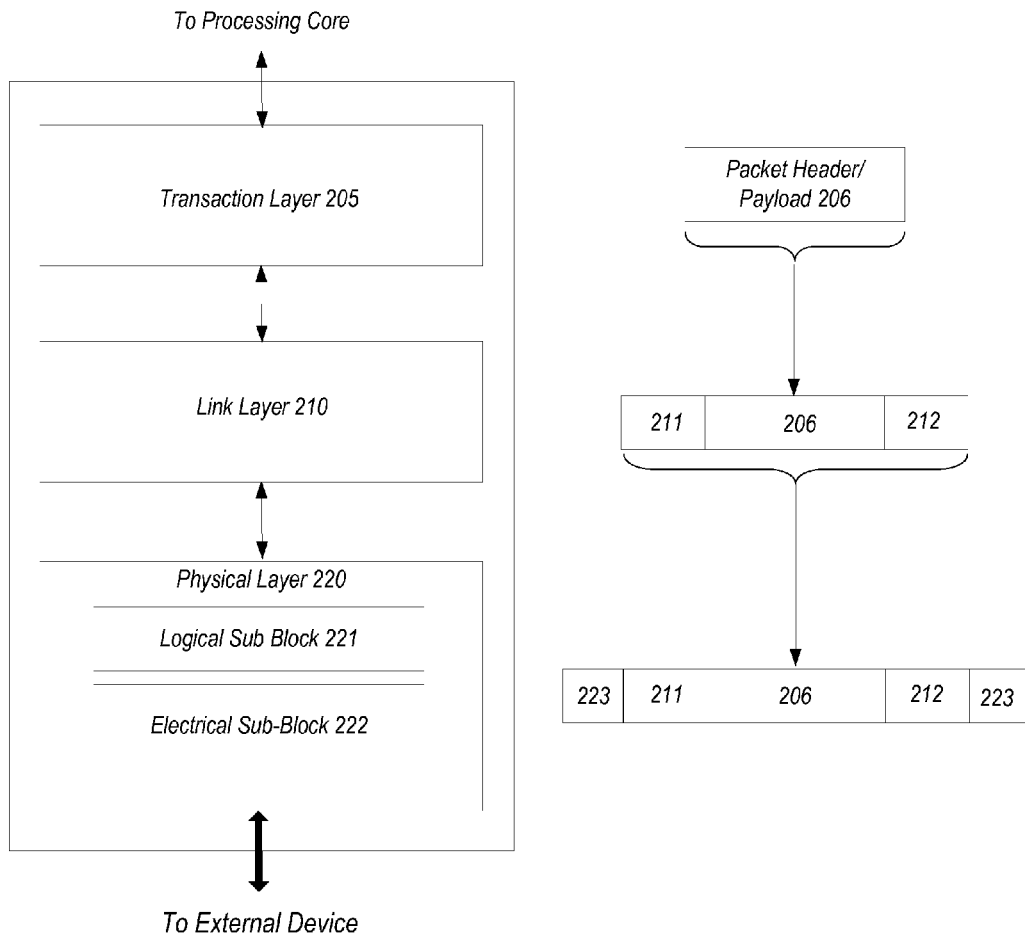 To Processing Core
Transaction Layer 205
Link Layer 210
Physical Layer 220
Logical Sub Block 221
Electrical Sub-Block 222
To External Device
Packet Header/
Payload 206
211 206 212
223 211 206 212 223